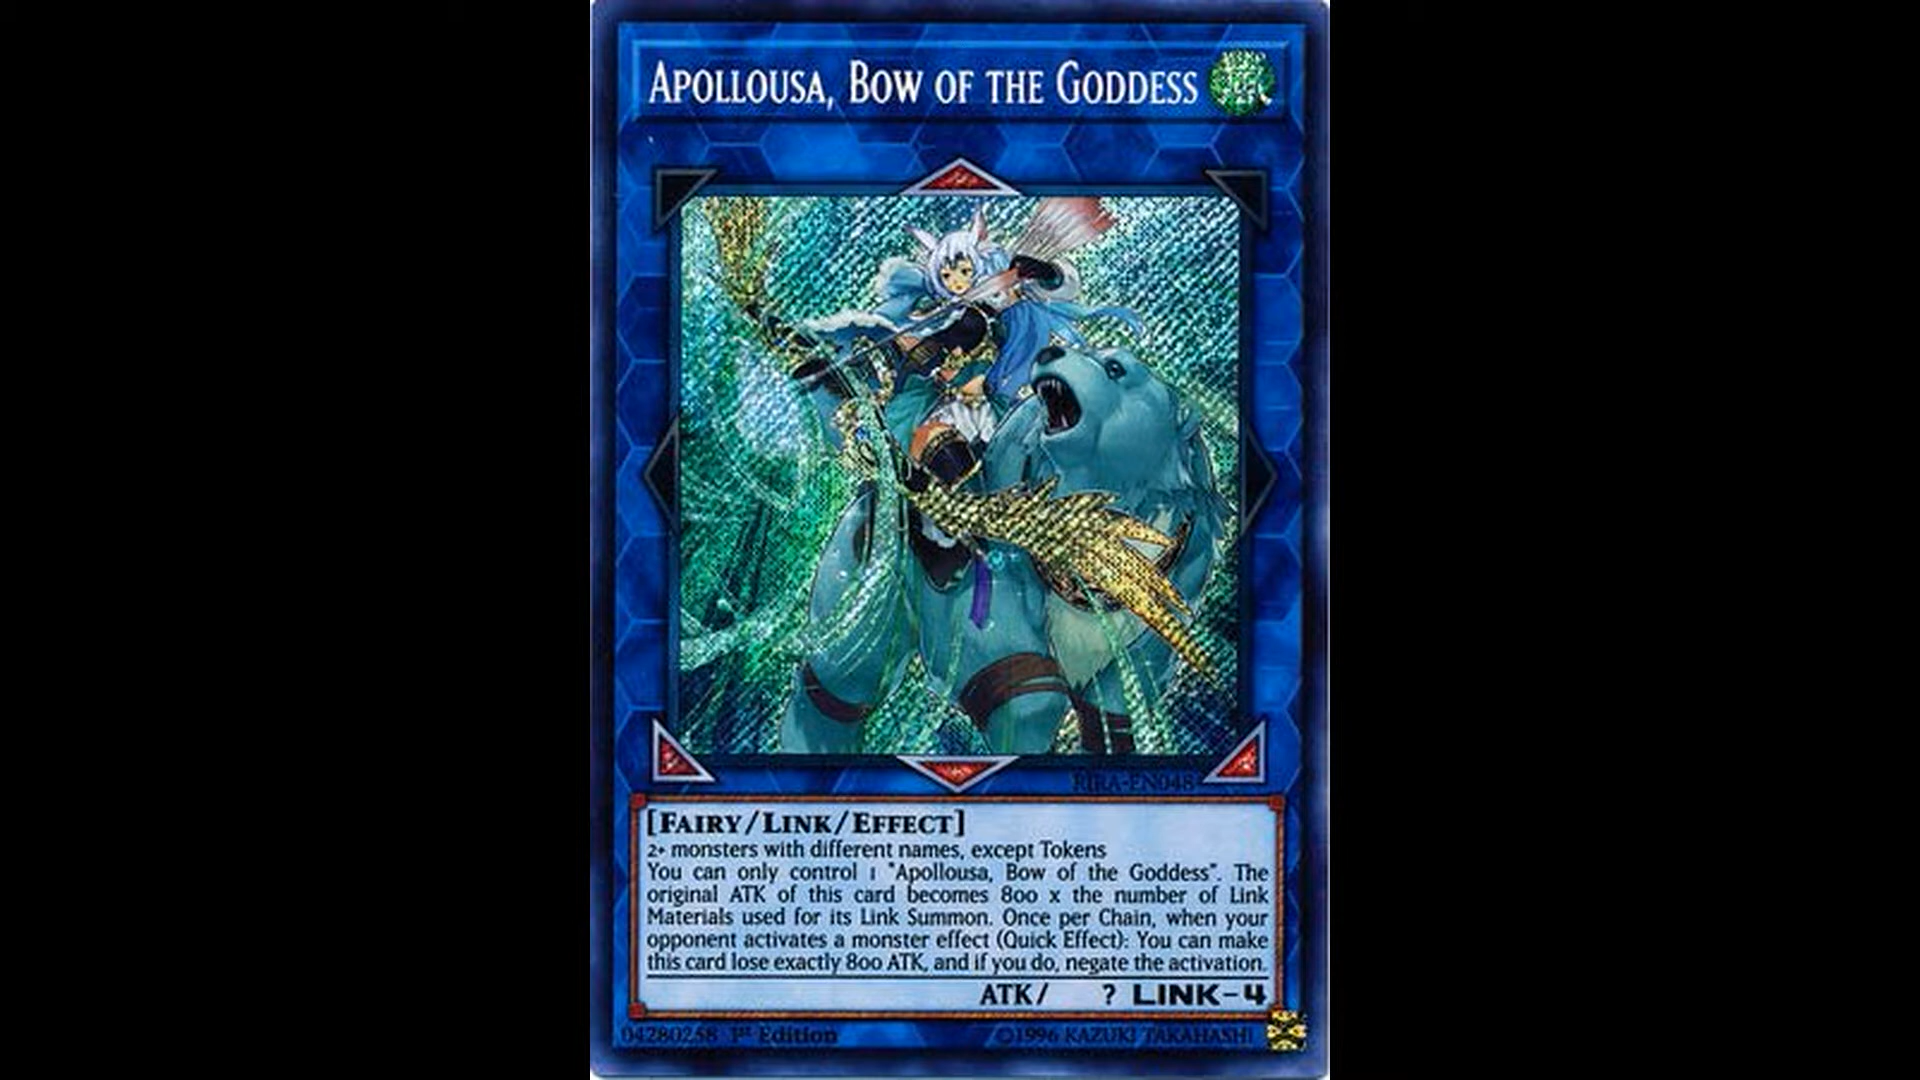 Apollousa, Bow of the Goddess
RIRA-EN048
[Fairy/Link/Effect]
2+ monsters with different names, except Tokens
You can only control 1 "Apollousa, Bow of the Goddess". The
original ATK of this card becomes 800 x the number of Link
Materials used for its Link Summon. Once per Chain, when your
opponent activates a monster effect (Quick Effect): You can make
this card lose exactly 800 ATK, and if you do, negate the activation.
ATK/ ? LINK-4
04280258 1st Edition ©1996 KAZUKI TAKAHASHI